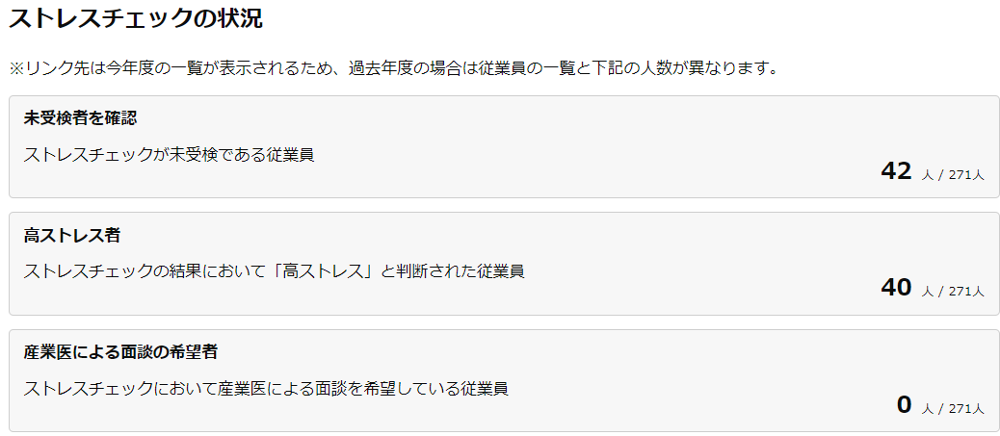 ストレスチェックの状況
※リンク先は今年度の一覧が表示されるため、過去年度の場合は従業員の一覧と下記の人数が異なります。
未受検者を確認
ストレスチェックが未受検である従業員
42 人 / 271人
高ストレス者
ストレスチェックの結果において「高ストレス」と判断された従業員
40 人 / 271人
産業医による面談の希望者
ストレスチェックにおいて産業医による面談を希望している従業員
0 人 / 271人